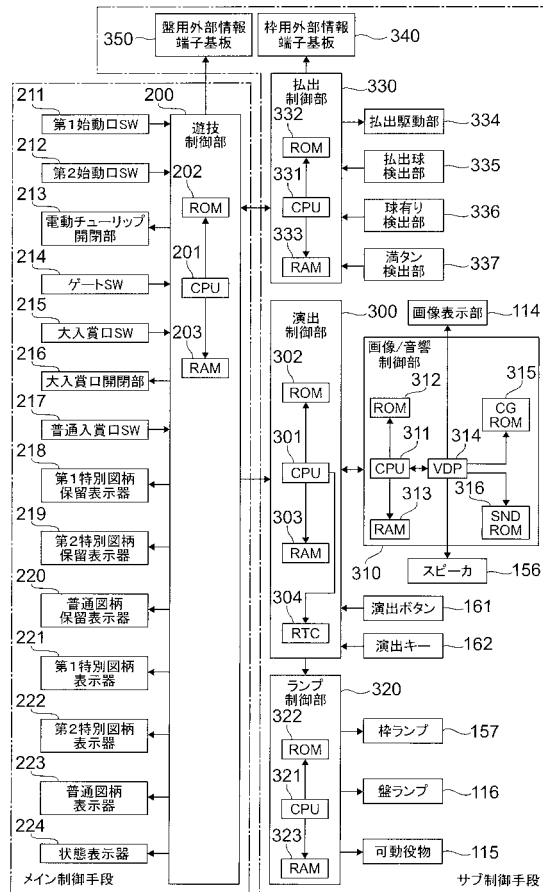 350
盤用外部情報
端子基板
枠用外部情報
端子基板
340
211
第1始動口SW
212
第2始動口SW
213
電動チューリップ
開閉部
214
ゲートSW
215
大入賞口SW
216
大入賞口開閉部
217
普通入賞口SW
218
第1特別図柄
保留表示器
219
第2特別図柄
保留表示器
220
普通図柄
保留表示器
221
第1特別図柄
表示器
222
第2特別図柄
表示器
223
普通図柄
表示器
224
状態表示器
メイン制御手段
200
遊技
制御部
202
ROM
201
CPU
203
RAM
330
払出
制御部
332
ROM
331
CPU
333
RAM
払出駆動部
334
払出球
検出部
335
球有り
検出部
336
満タン
検出部
337
300
演出
制御部
302
ROM
301
CPU
303
RAM
304
RTC
画像表示部
114
画像/音響
制御部
312
ROM
311
CPU
313
RAM
310
314
VDP
315
CG
ROM
316
SND
ROM
スピーカ
156
演出ボタン
161
演出キー
162
ランプ
制御部
320
322
ROM
321
CPU
323
RAM
枠ランプ
157
盤ランプ
116
可動役物
115
サブ制御手段